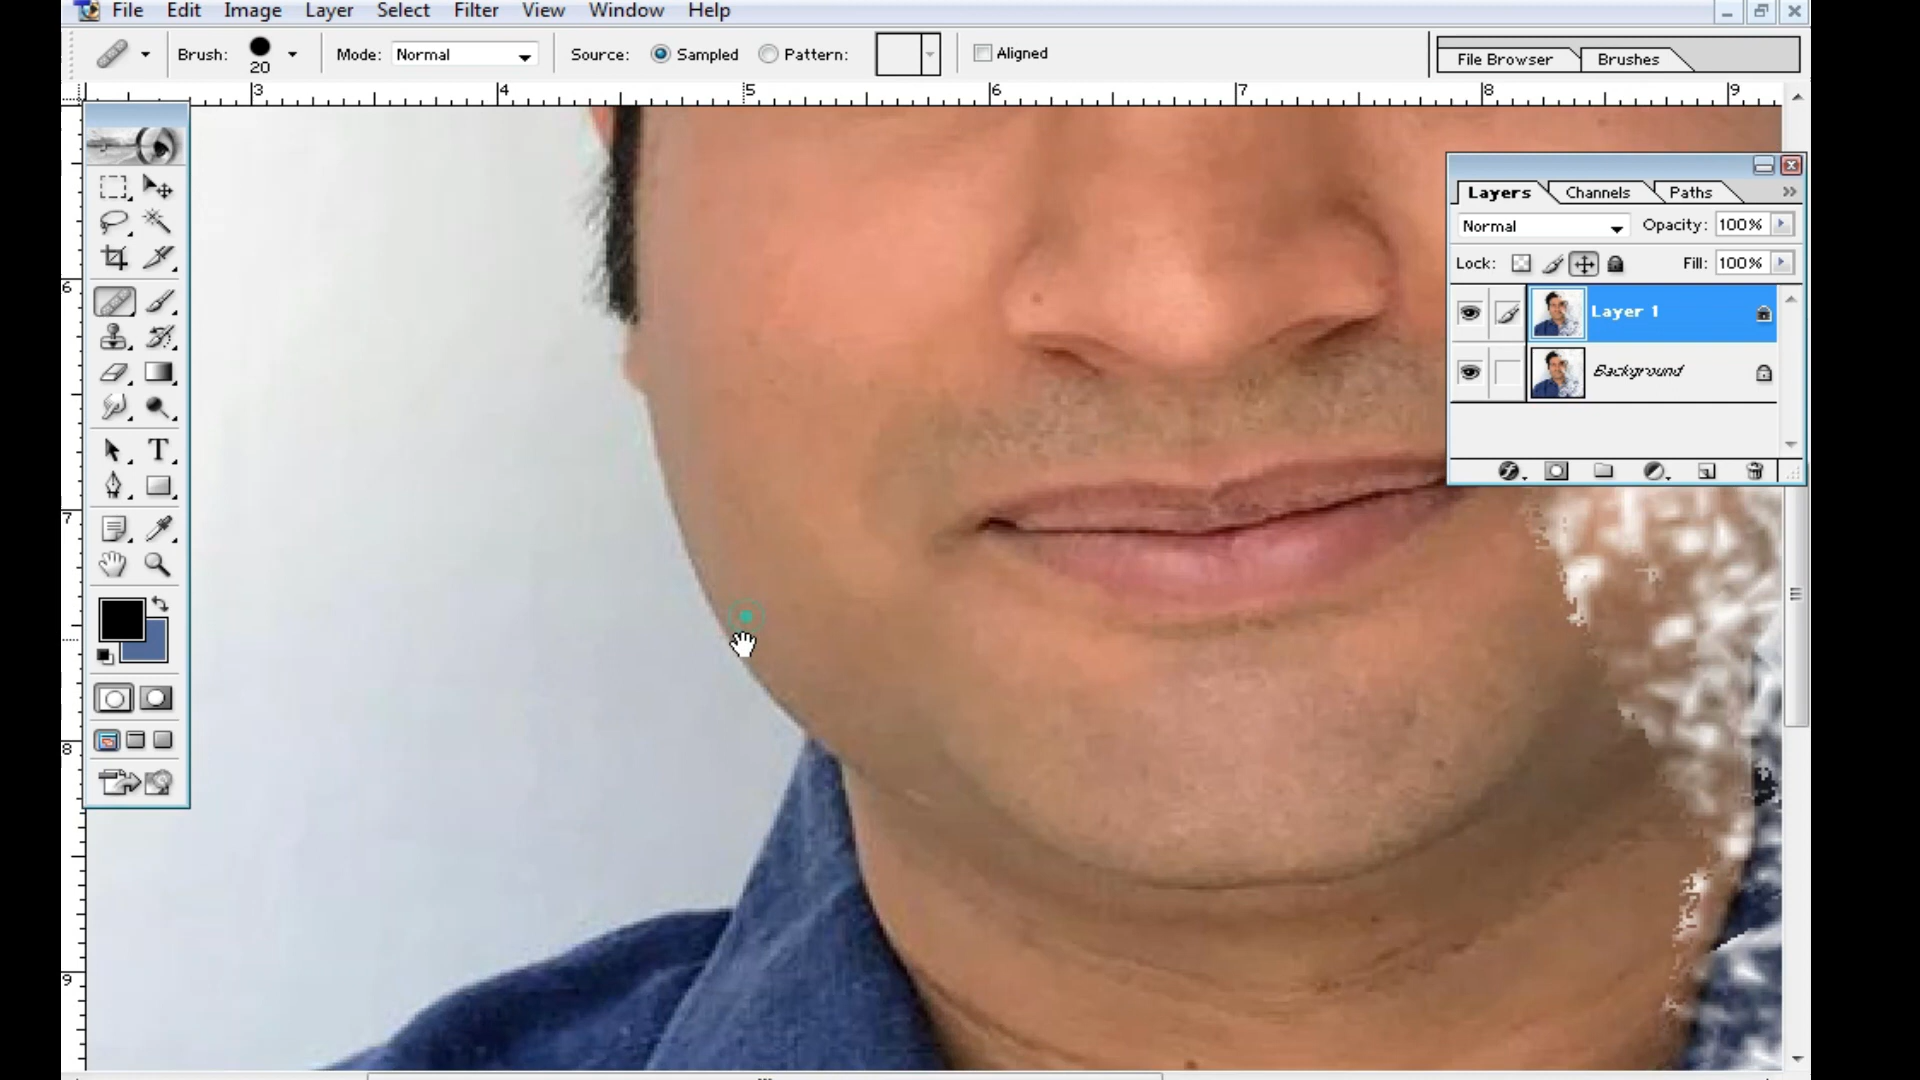 File Edit Image Layer Select Filter View Window Help
Brush: 20 Mode: Normal Source: Sampled Pattern: Aligned File Browser Brushes
3 4 5 6 7 8 9
Layers Channels Paths
Normal Opacity: 100%
Lock: Fill: 100%
6
Layer 1
Background
T
7
8
9